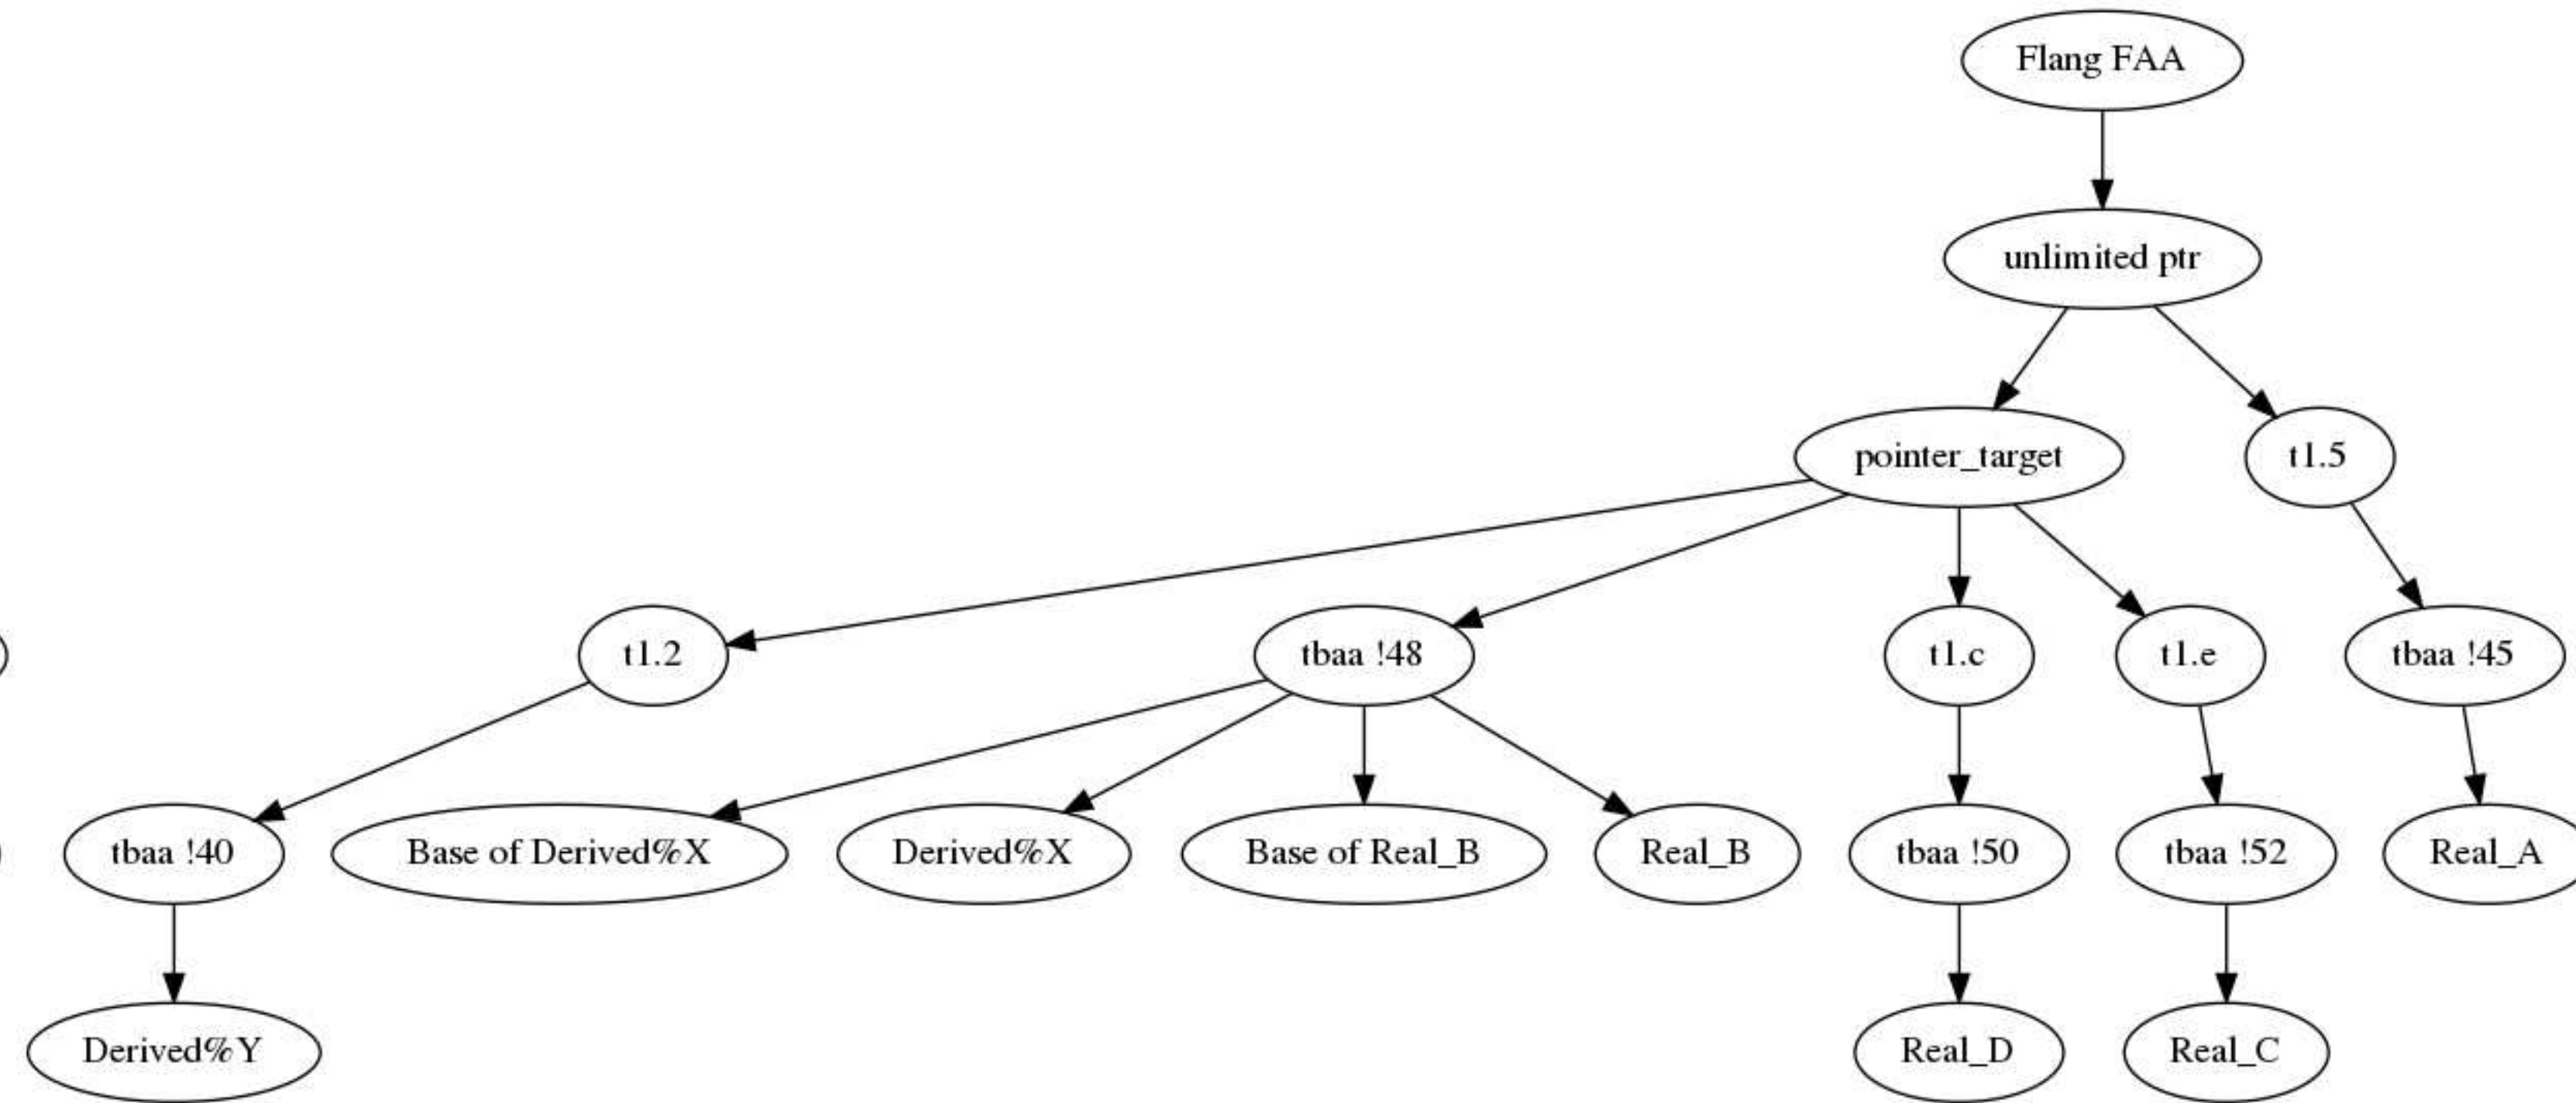 Flang FAA
unlimited ptr
pointer_target
t1.5
t1.2
tbaa !48
t1.c
t1.e
tbaa !45
tbaa !40
Base of Derived%X
Derived%X
Base of Real_B
Real_B
tbaa !50
tbaa !52
Real_A
Derived%Y
Real_D
Real_C